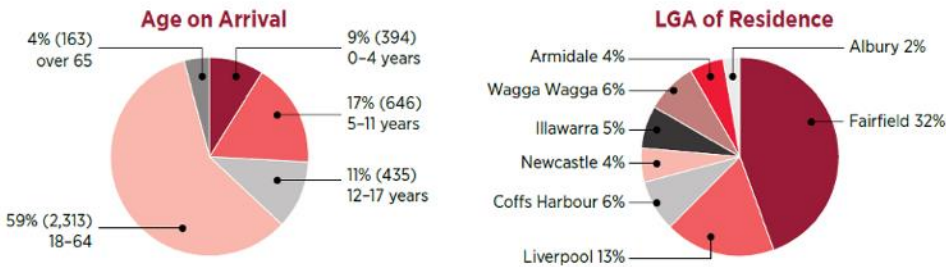 Age on Arrival
4% (163)
over 65
9% (394)
0–4 years
17% (646)
5–11 years
11% (435)
12–17 years
59% (2,313)
18–64
LGA of Residence
Armidale 4%
Albury 2%
Wagga Wagga 6%
Fairfield 32%
Illawarra 5%
Newcastle 4%
Coffs Harbour 6%
Liverpool 13%